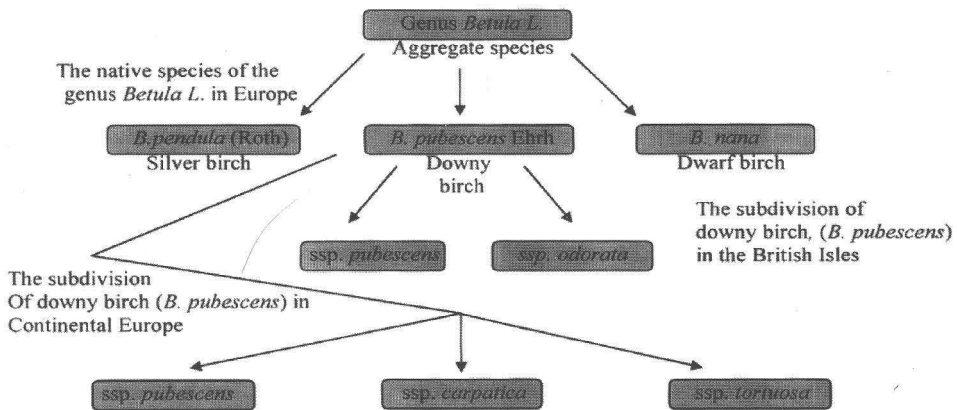 Genus Betula L.
Aggregate species
The native species of the
genus Betula L. in Europe
B.pendula (Roth)
Silver birch
B. pubescens Ehrh
Downy
birch
B. nana
Dwarf birch
The subdivision of
downy birch, (B. pubescens)
in the British Isles
ssp. pubescens
ssp. odorata
The subdivision
Of downy birch (B. pubescens) in
Continental Europe
ssp. pubescens
ssp. carpatica
ssp. tortuosa